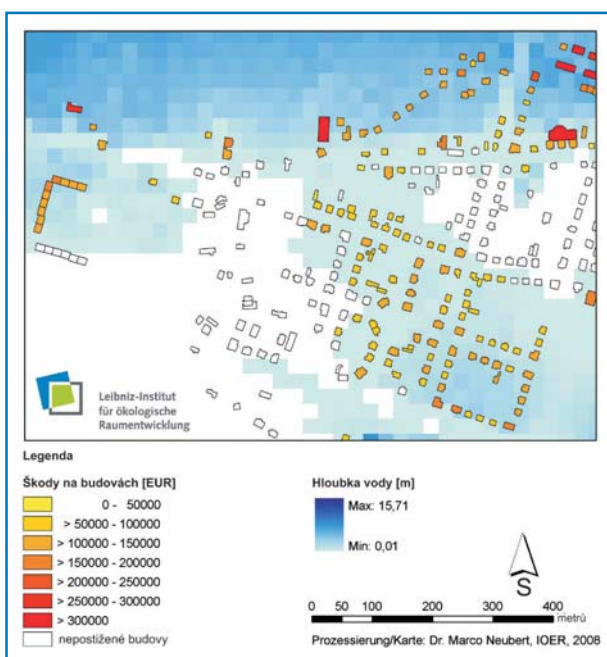 Leibniz-Institut
für ökologische
Raumentwicklung
Legenda
Škody na budovách [EUR]
0 - 50000
> 50000 - 100000
> 100000 - 150000
> 150000 - 200000
> 200000 - 250000
> 250000 - 300000
> 300000
nepostižené budovy
Hloubka vody [m]
Max: 15,71
Min: 0,01
S
0 50 100 200 300 400
metrů
Prozessierung/Karte: Dr. Marco Neubert, IOER, 2008